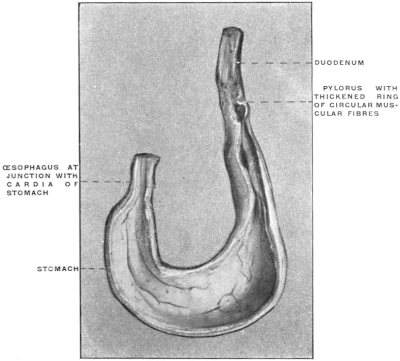 DUODENUM
PYLORUS WITH
THICKENED RING
OF CIRCULAR MUS-
CULAR FIBRES
ŒSOPHAGUS AT
JUNCTION WITH
CARDIA OF
STOMACH
STOMACH